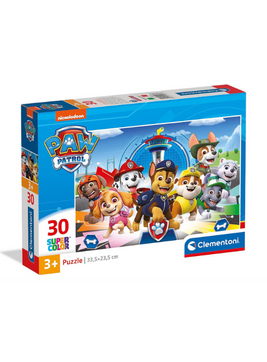 nickelodeon
PAW
PATROL
30
SUPER
COLOR
3+
Puzzle | 33,5×23,5 cm
Clementoni
30